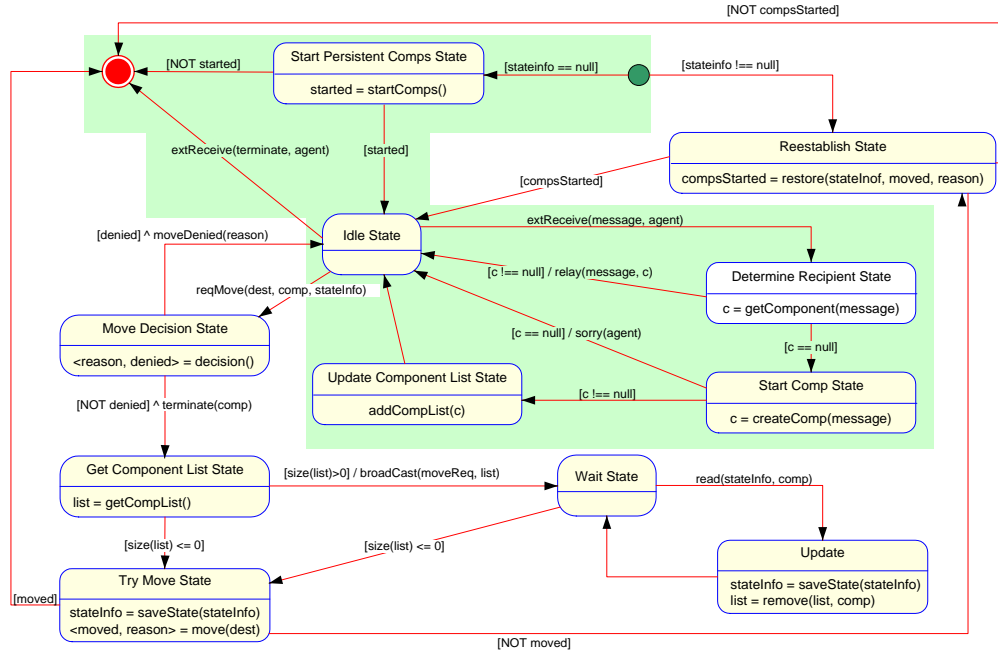 [NOT compsStarted]
Start Persistent Comps State
started = startComps()
[NOT started]
[stateinfo == null]
[stateinfo !== null]
extReceive(terminate, agent)
[started]
Reestablish State
compsStarted = restore(stateInof, moved, reason)
[compsStarted]
extReceive(message, agent)
Idle State
[denied] ^ moveDenied(reason)
[c !== null] / relay(message, c)
Determine Recipient State
c = getComponent(message)
reqMove(dest, comp, stateInfo)
Move Decision State
<reason, denied> = decision()
[c == null] / sorry(agent)
[c == null]
Update Component List State
addCompList(c)
[c !== null]
Start Comp State
c = createComp(message)
[NOT denied] ^ terminate(comp)
Get Component List State
list = getCompList()
[size(list)>0] / broadCast(moveReq, list)
Wait State
read(stateInfo, comp)
[size(list) <= 0]
[size(list) <= 0]
Update
stateInfo = saveState(stateInfo)
list = remove(list, comp)
Try Move State
stateInfo = saveState(stateInfo)
<moved, reason> = move(dest)
[moved]
[NOT moved]